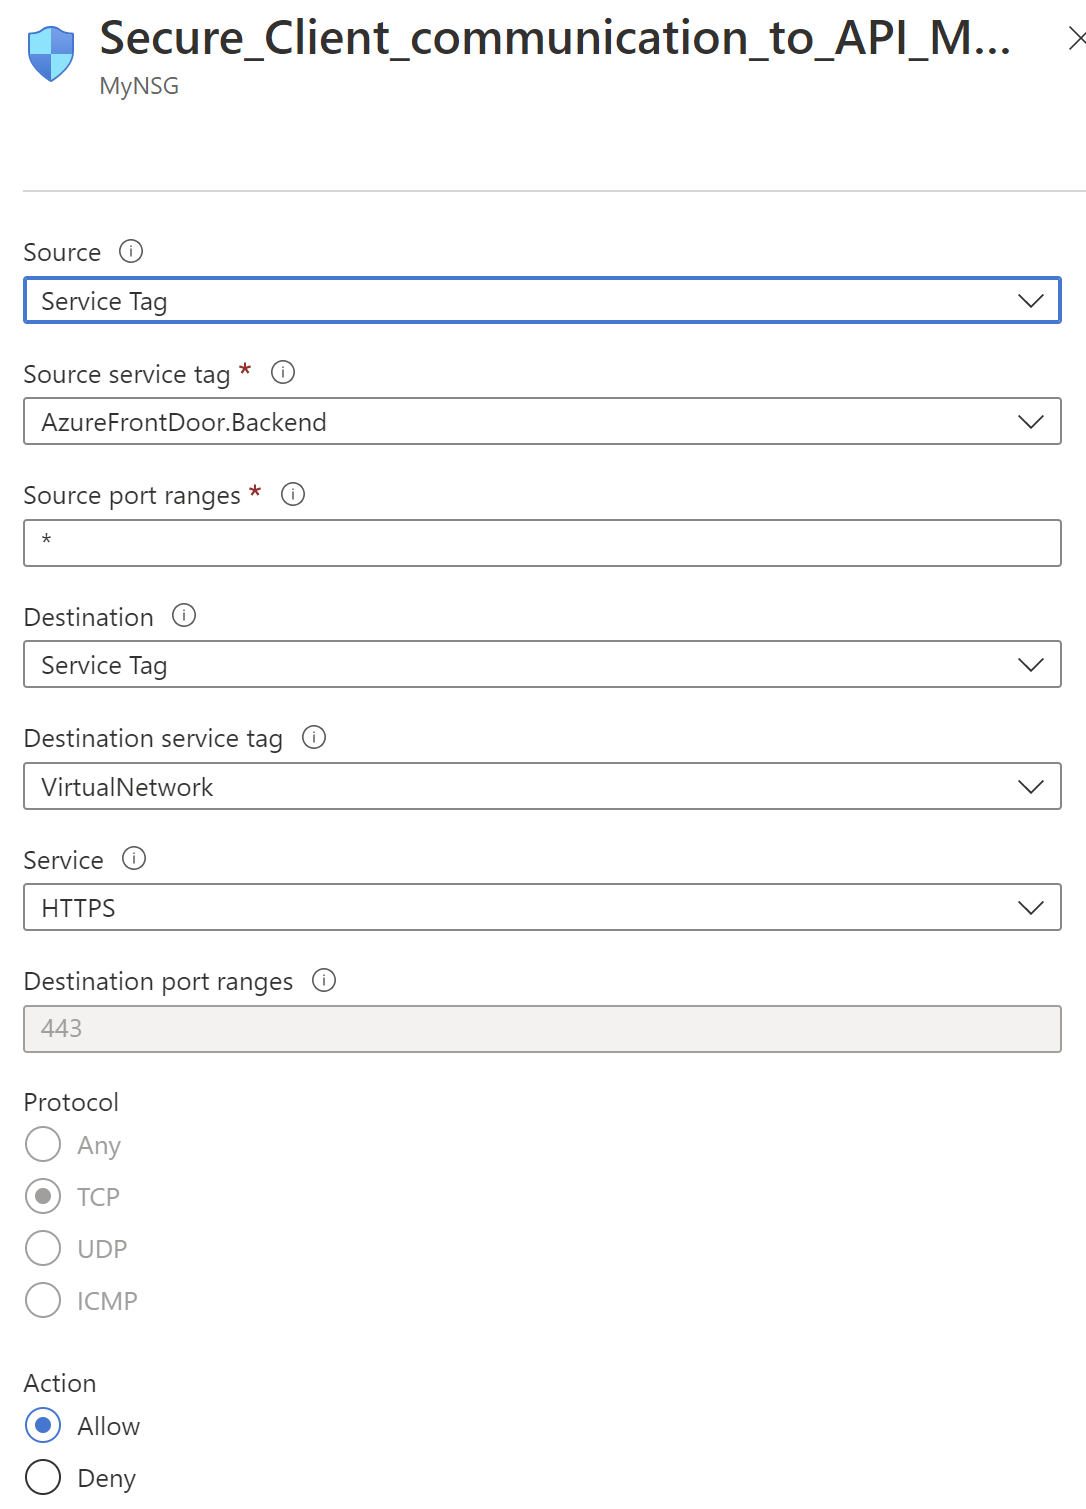 Secure_Client_communication_to_API_M...
MyNSG
Source
Service Tag
Source service tag *
AzureFrontDoor.Backend
Source port ranges *
*
Destination
Service Tag
Destination service tag
VirtualNetwork
Service
HTTPS
Destination port ranges
443
Protocol
Any
TCP
UDP
ICMP
Action
Allow
Deny